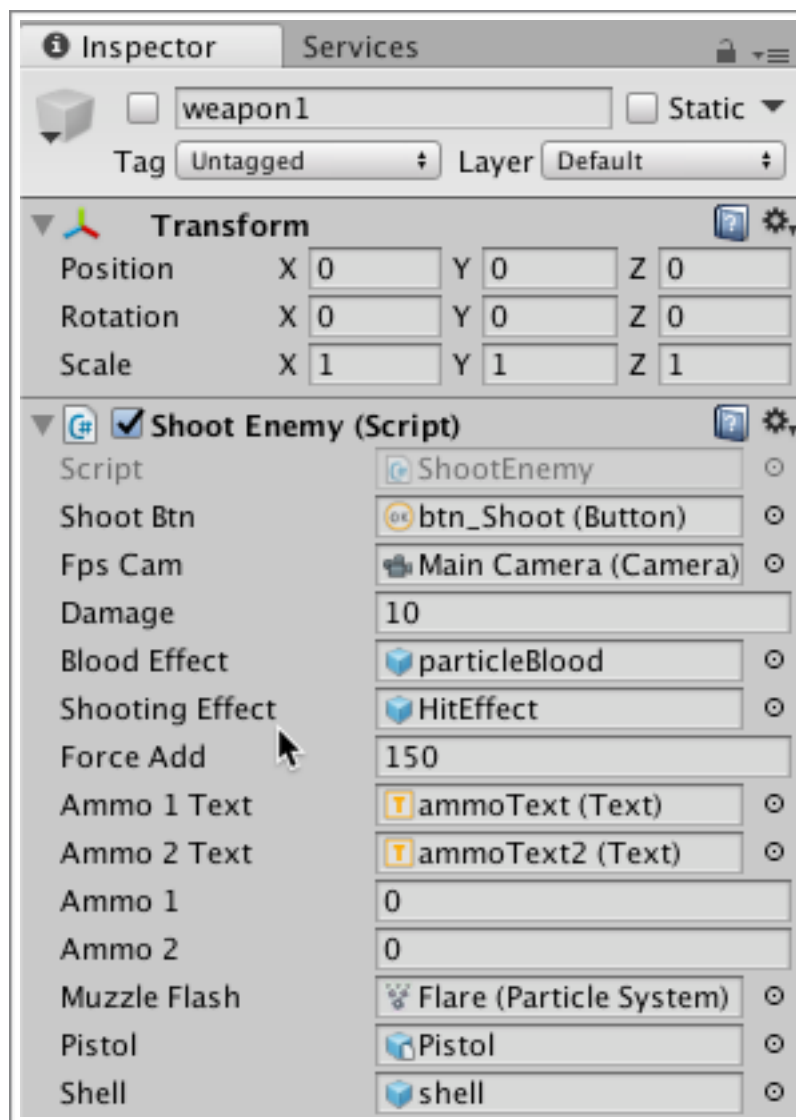 Inspector Services
weapon1 Static
Tag Untagged Layer Default
Transform
Position X 0 Y 0 Z 0
Rotation X 0 Y 0 Z 0
Scale X 1 Y 1 Z 1
Shoot Enemy (Script)
Script ShootEnemy
Shoot Btn OK btn_Shoot (Button)
Fps Cam Main Camera (Camera)
Damage 10
Blood Effect particleBlood
Shooting Effect HitEffect
Force Add 150
Ammo 1 Text T ammoText (Text)
Ammo 2 Text T ammoText2 (Text)
Ammo 1 0
Ammo 2 0
Muzzle Flash Flare (Particle System)
Pistol Pistol
Shell shell